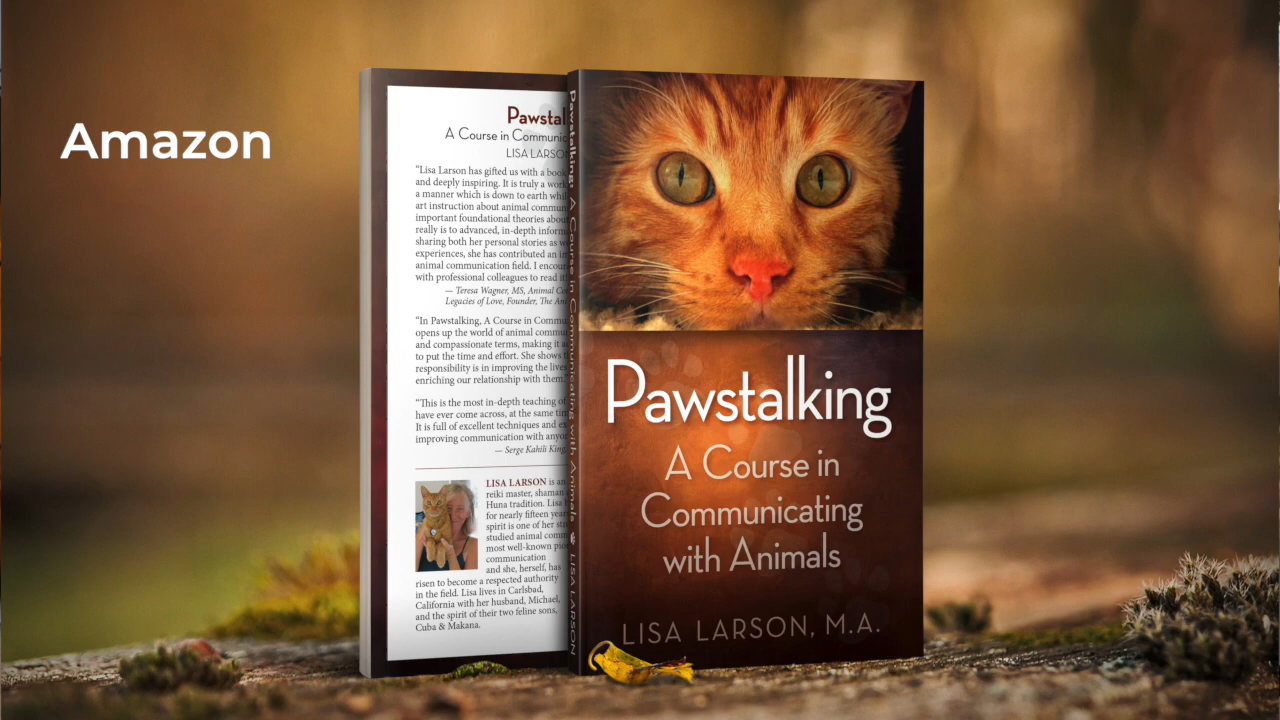 Amazon
Pawstal
A Course in Communic
LISA LARSO
“Lisa Larson has gifted us with a book
and deeply inspiring. It is truly a work
a manner which is down to earth whil
art instruction about animal commun
important foundational theories abou
really is to advanced, in-depth inform
sharing both her personal stories as w
experiences, she has contributed an in
animal communication field. I encour
with professional colleagues to read it
— Teresa Wagner, MS, Animal Co
Legacies of Love, Founder, The An
“In Pawstalking, A Course in Commu
opens up the world of animal commu
and compassionate terms, making it a
to put the time and effort. She shows
responsibility is in improving the lives
enriching our relationship with them.
“This is the most in-depth teaching of
have ever come across, at the same tim
It is full of excellent techniques and ex
improving communication with anyo
— Serge Kahili King,
LISA LARSON is an
reiki master, shaman
Huna tradition. Lisa
for nearly fifteen year
spirit is one of her str
studied animal comm
most well-known pio
communication
and she, herself, has
risen to become a respected authority
in the field. Lisa lives in Carlsbad,
California with her husband, Michael,
and the spirit of their two feline sons,
Cuba & Makana.
Pawstalking: A Course in Communicating with Animals LISA LARSON
Pawstalking
A Course in
Communicating
with Animals
LISA LARSON, M.A.